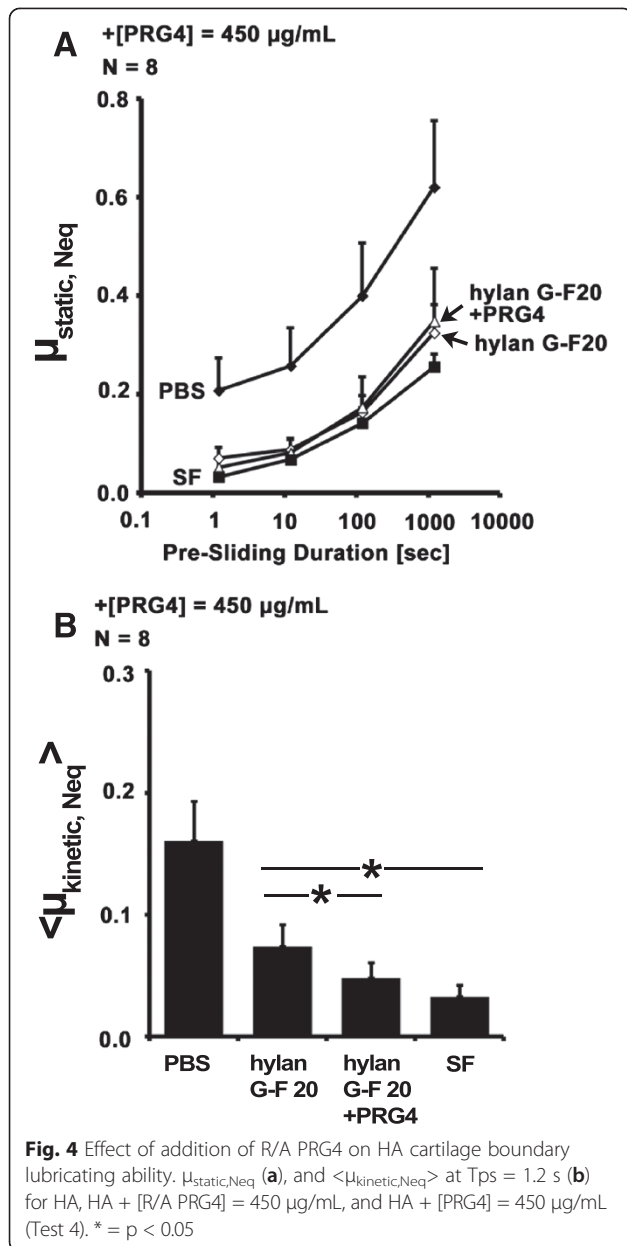 A
+[PRG4] = 450 µg/mL
N = 8
0.8
0.6
0.4
0.2
0.0
µstatic, Neq
PBS
SF
hylan G-F20
+PRG4
hylan G-F20
0.1 1 10 100 1000 10000
Pre-Sliding Duration [sec]
+[PRG4] = 450 µg/mL
B
N = 8
0.3
0.2
0.1
0.0
<µkinetic, Neq>
*
*
PBS hylan G-F 20 hylan G-F 20 +PRG4 SF
Fig. 4 Effect of addition of R/A PRG4 on HA cartilage boundary
lubricating ability. µstatic,Neq (a), and <µkinetic,Neq> at Tps = 1.2 s (b)
for HA, HA + [R/A PRG4] = 450 µg/mL, and HA + [PRG4] = 450 µg/mL
(Test 4). * = p < 0.05